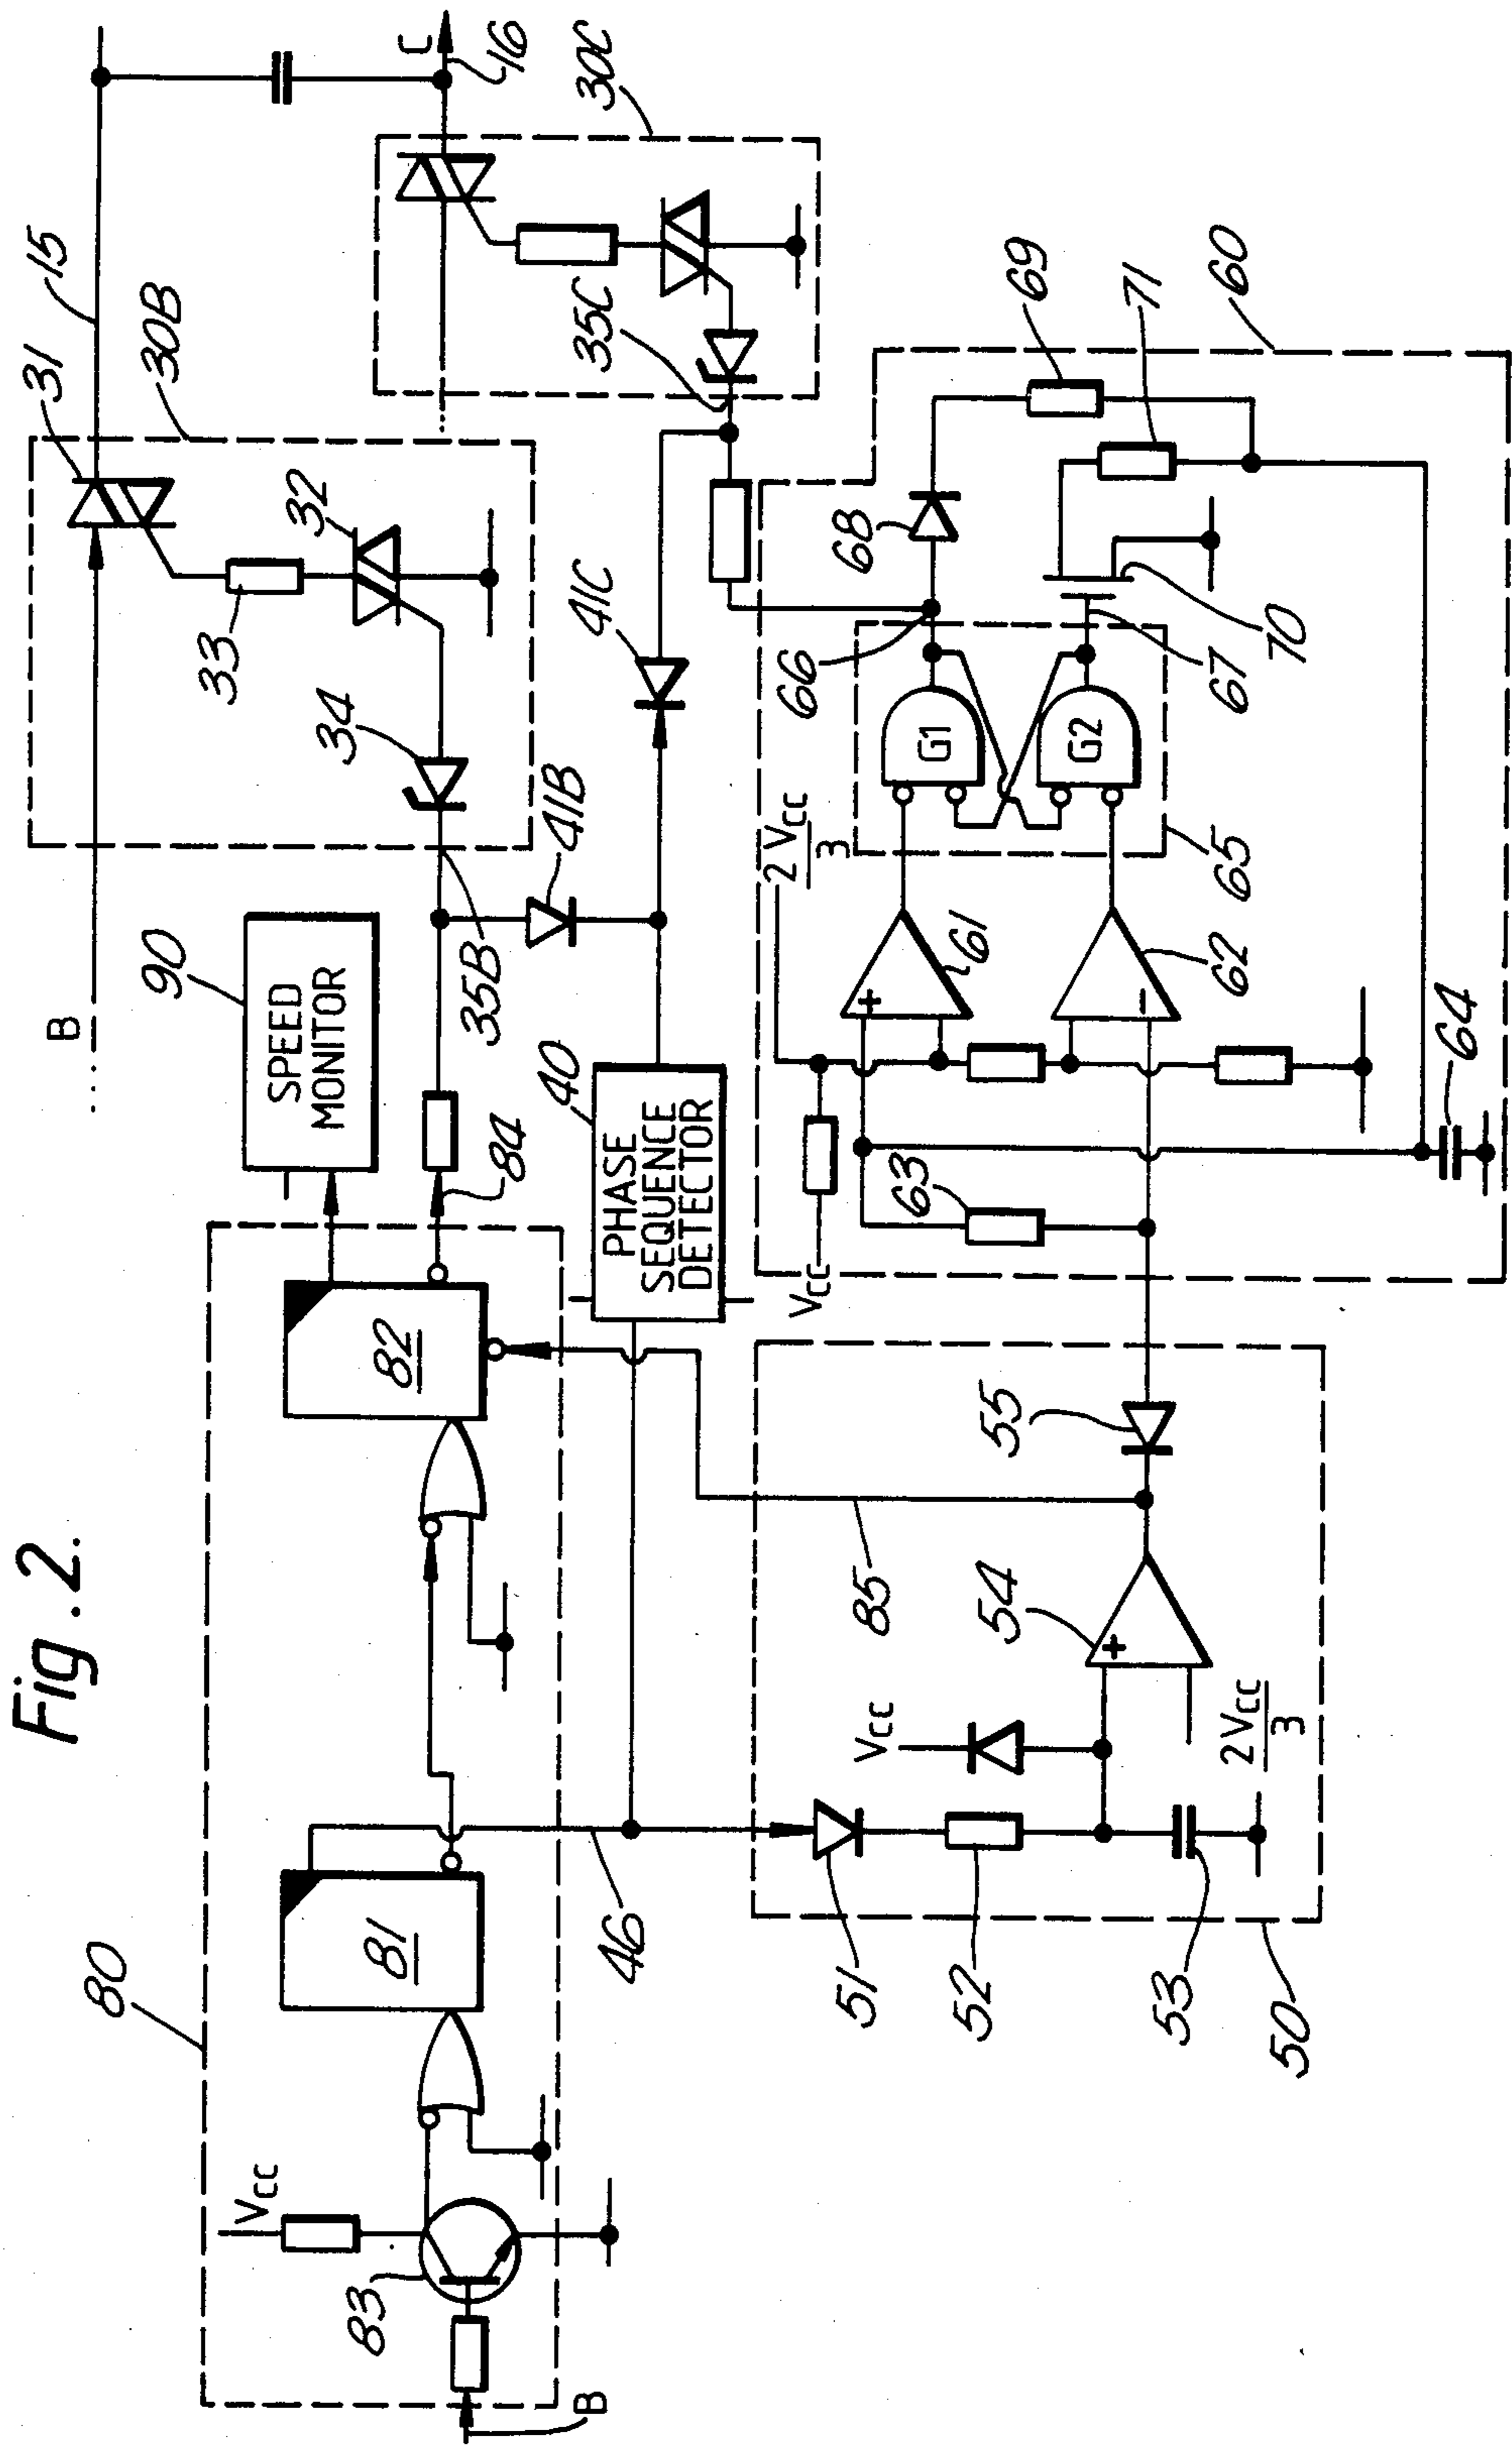 Fig. 2.
80
83
VCC
B
81
82
46
84
90
SPEED
MONITOR
B
15
31
30B
33
32
34
35B
41B
41C
40
PHASE
SEQUENCE
DETECTOR
C
16
30C
35C
50
51
52
53
VCC
2VCC
3
54
55
85
60
VCC
2VCC
3
63
64
61
62
65
G1
G2
66
67
68
69
70
71